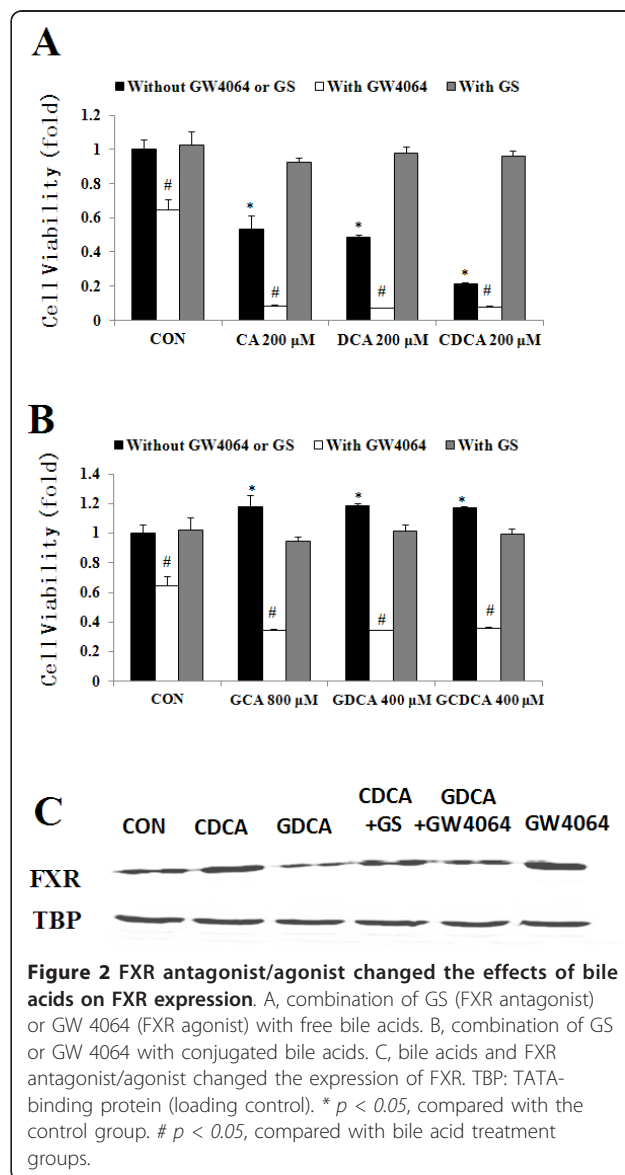 A
■ Without GW4064 or GS □ With GW4064 ■ With GS
Cell Viability (fold)
1.2
1
0.8
0.6
0.4
0.2
0
#
*
#
*
#
*
#
CON CA 200 µM DCA 200 µM CDCA 200 µM
B
■ Without GW4064 or GS □ With GW4064 ■ With GS
Cell Viability (fold)
1.4
1.2
1
0.8
0.6
0.4
0.2
0
#
*
#
*
#
*
#
CON GCA 800 µM GDCA 400 µM GCDCA 400 µM
C
CON CDCA GDCA CDCA +GS GDCA +GW4064 GW4064
FXR
TBP
Figure 2 FXR antagonist/agonist changed the effects of bile
acids on FXR expression. A, combination of GS (FXR antagonist)
or GW 4064 (FXR agonist) with free bile acids. B, combination of GS
or GW 4064 with conjugated bile acids. C, bile acids and FXR
antagonist/agonist changed the expression of FXR. TBP: TATA-
binding protein (loading control). * p < 0.05, compared with the
control group. # p < 0.05, compared with bile acid treatment
groups.